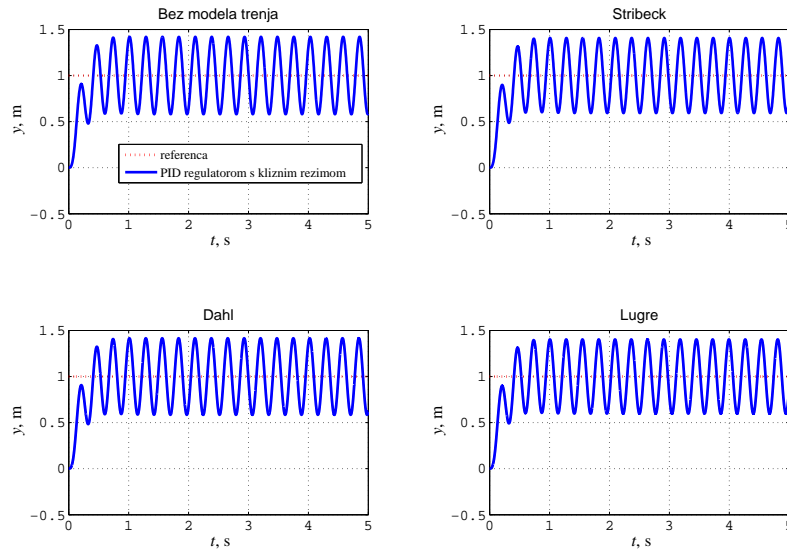 Bez modela trenja
1.5
1
0.5
0
−0.5
y, m
referenca
PID regulatorom s kliznim rezimom
0 1 2 3 4 5
t, s
Stribeck
1.5
1
0.5
0
−0.5
y, m
0 1 2 3 4 5
t, s
Dahl
1.5
1
0.5
0
−0.5
y, m
0 1 2 3 4 5
t, s
Lugre
1.5
1
0.5
0
−0.5
y, m
0 1 2 3 4 5
t, s